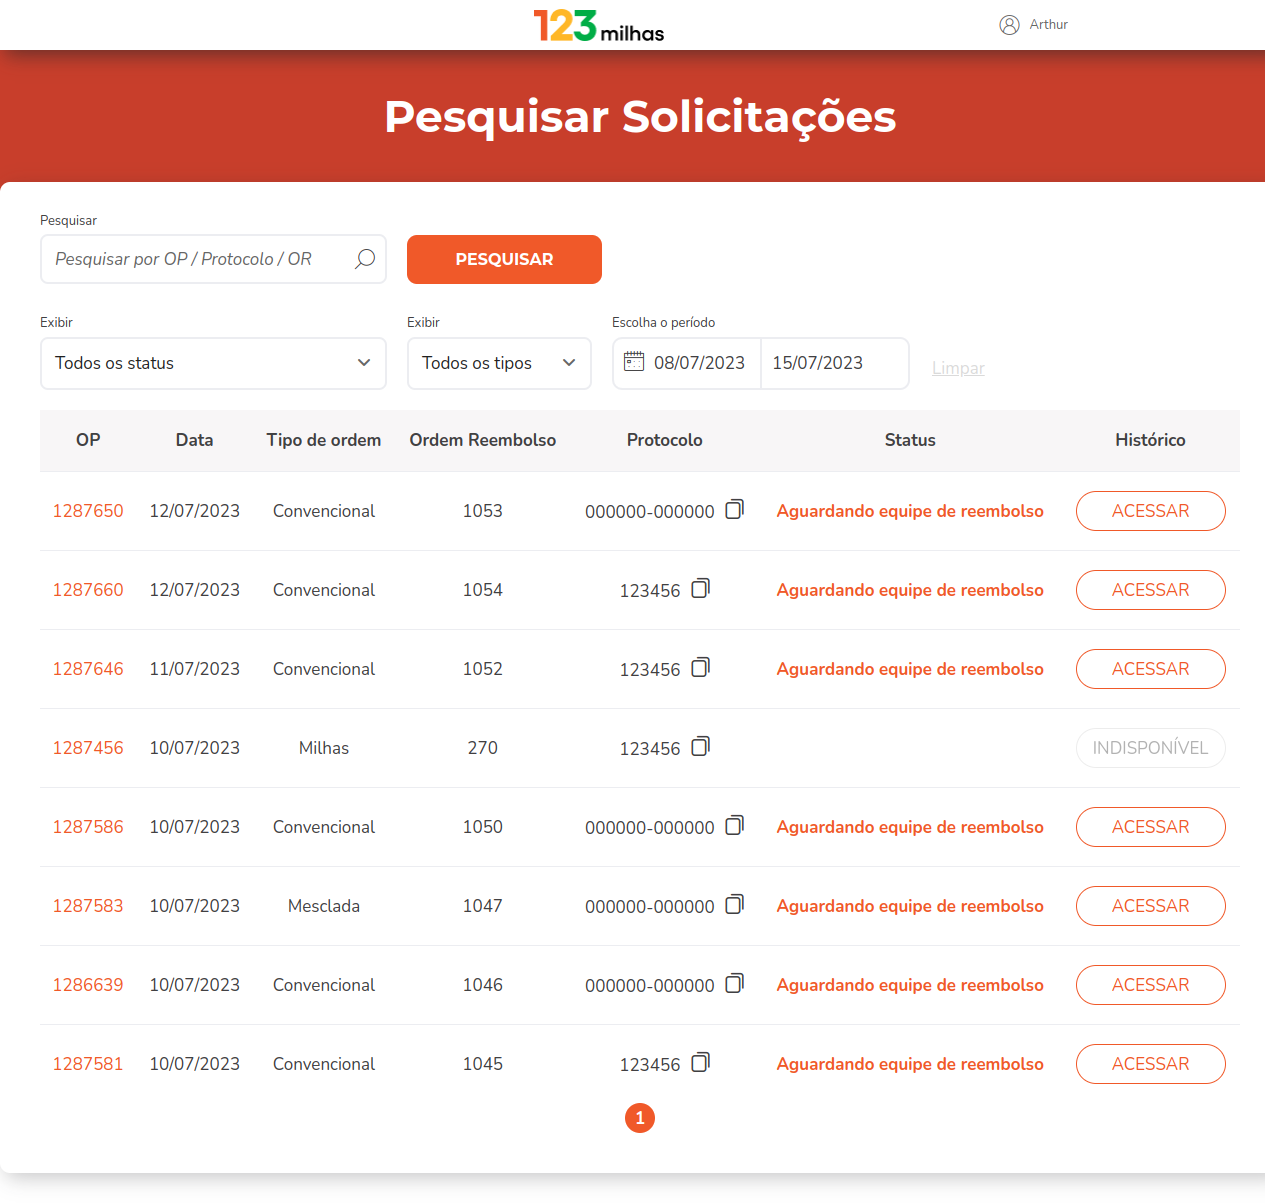 123milhas
Arthur
Pesquisar Solicitações
Pesquisar
Pesquisar por OP / Protocolo / OR
PESQUISAR
Exibir Exibir Escolha o período
Todos os status Todos os tipos 08/07/2023 15/07/2023 Limpar
OP Data Tipo de ordem Ordem Reembolso Protocolo Status Histórico
1287650 12/07/2023 Convencional 1053 000000-000000 Aguardando equipe de reembolso ACESSAR
1287660 12/07/2023 Convencional 1054 123456 Aguardando equipe de reembolso ACESSAR
1287646 11/07/2023 Convencional 1052 123456 Aguardando equipe de reembolso ACESSAR
1287456 10/07/2023 Milhas 270 123456 INDISPONÍVEL
1287586 10/07/2023 Convencional 1050 000000-000000 Aguardando equipe de reembolso ACESSAR
1287583 10/07/2023 Mesclada 1047 000000-000000 Aguardando equipe de reembolso ACESSAR
1286639 10/07/2023 Convencional 1046 000000-000000 Aguardando equipe de reembolso ACESSAR
1287581 10/07/2023 Convencional 1045 123456 Aguardando equipe de reembolso ACESSAR
1